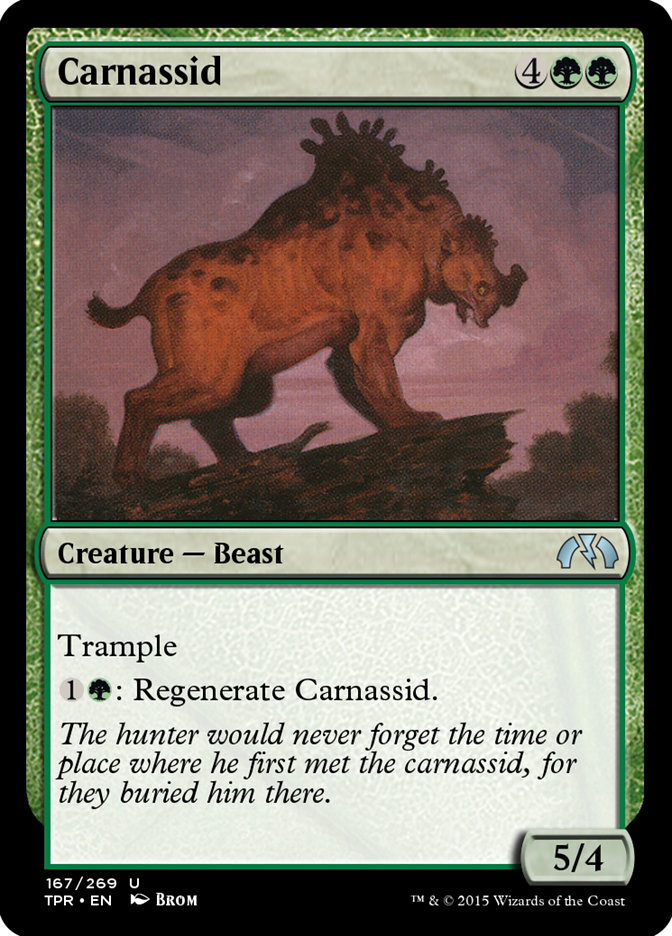 Carnassid 4
Creature — Beast
Trample
1 : Regenerate Carnassid.
The hunter would never forget the time or
place where he first met the carnassid, for
they buried him there.
5/4
167/269 U
TPR • EN Brom
™ & © 2015 Wizards of the Coast